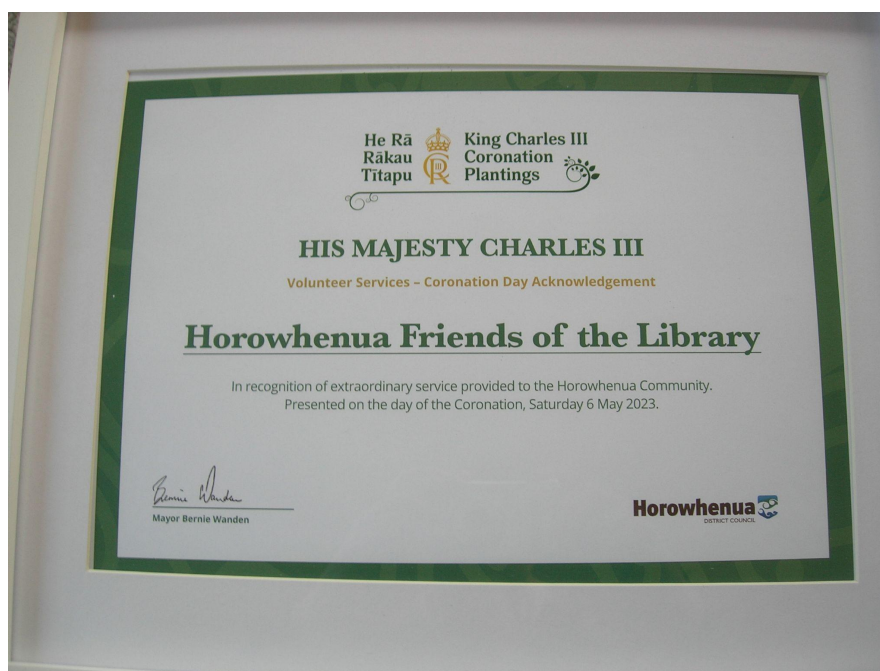 He Rā
Rākau
Tītapu
King Charles III
Coronation
Plantings
HIS MAJESTY CHARLES III
Volunteer Services – Coronation Day Acknowledgement
Horowhenua Friends of the Library
In recognition of extraordinary service provided to the Horowhenua Community.
Presented on the day of the Coronation, Saturday 6 May 2023.
Bernie Wanden
Mayor Bernie Wanden
Horowhenua
DISTRICT COUNCIL